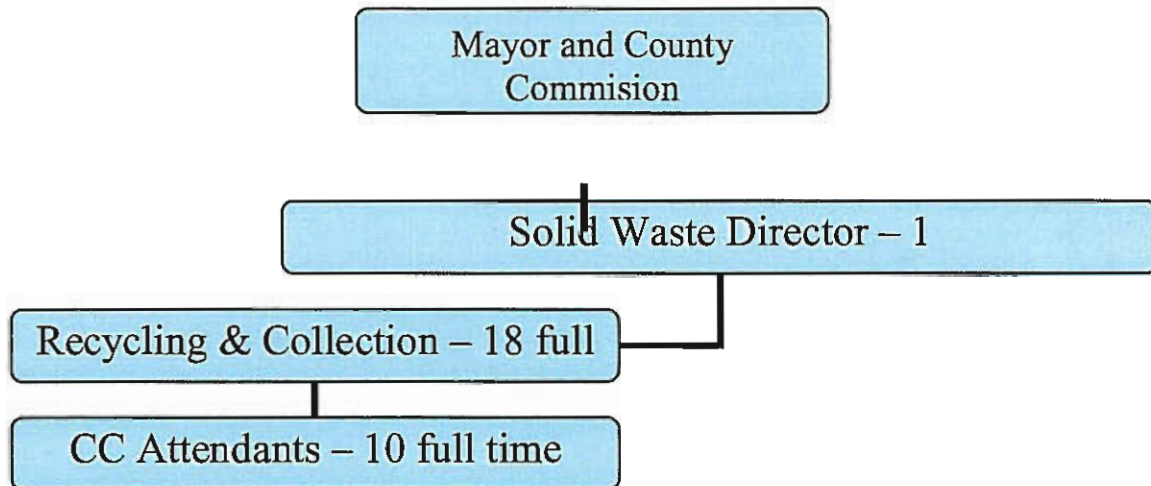 Mayor and County
Commision
Solid Waste Director – 1
Recycling & Collection – 18 full
CC Attendants – 10 full time